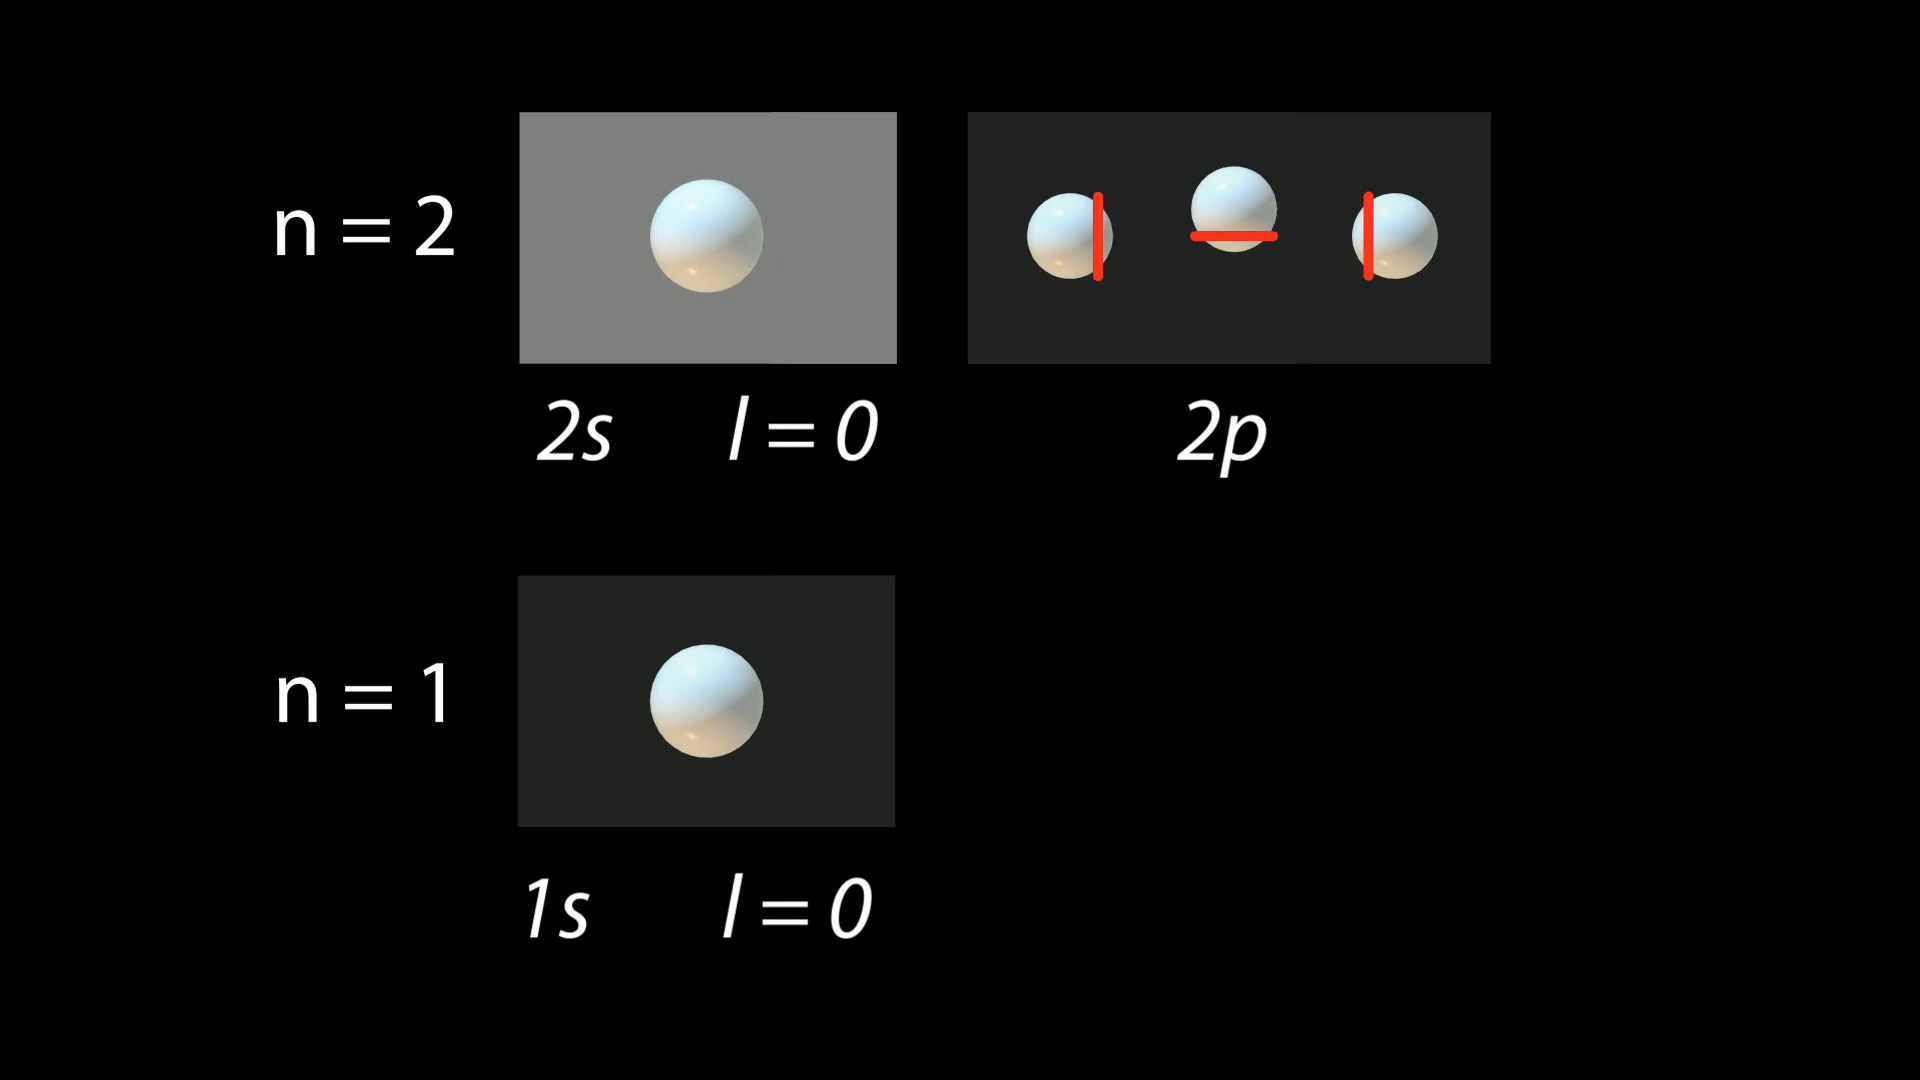 n = 2
2s l = 0
2p
n = 1
1s l = 0